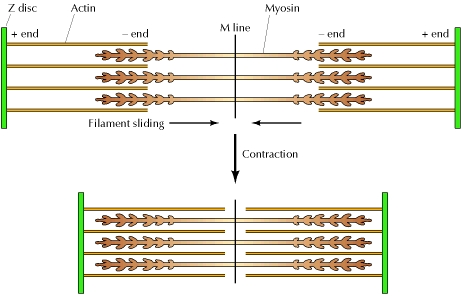 Z disc
Actin
Myosin
M line
+ end
– end
– end
+ end
Filament sliding
Contraction